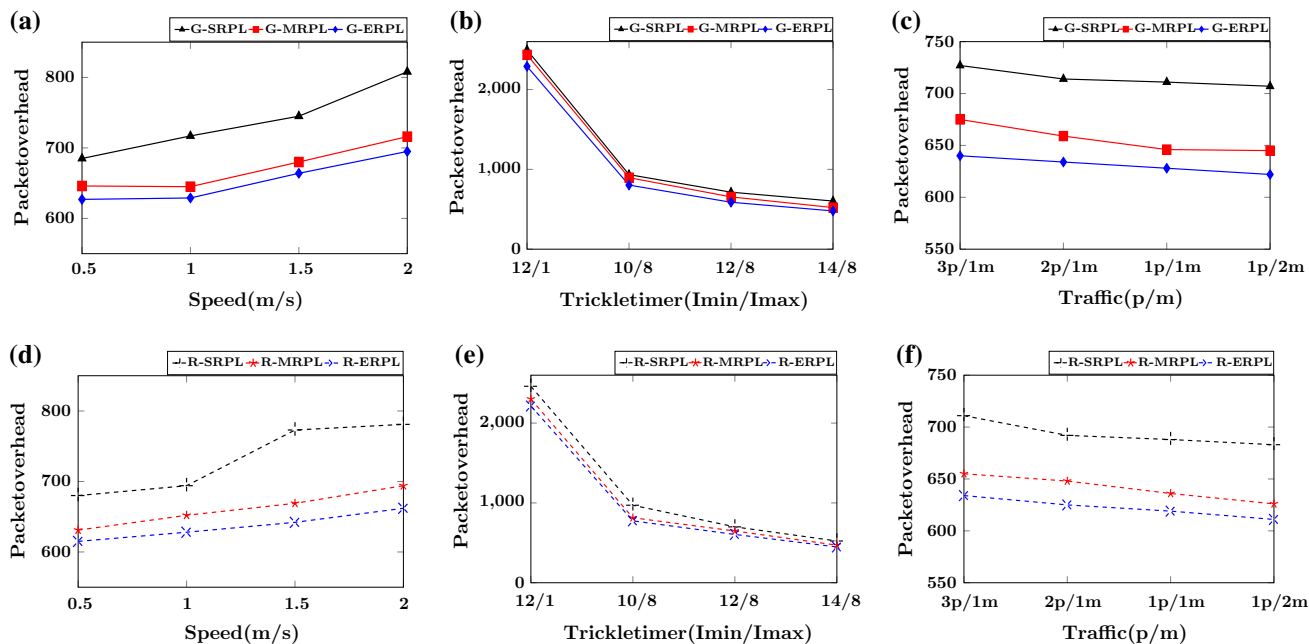 (a)
G-SRPL G-MRPL G-ERPL
Packetoverhead
800
700
600
0.5 1 1.5 2
Speed(m/s)
(b)
G-SRPL G-MRPL G-ERPL
Packetoverhead
2,000
1,000
0
12/1 10/8 12/8 14/8
Trickletimer(Imin/Imax)
(c)
G-SRPL G-MRPL G-ERPL
Packetoverhead
750
700
650
600
550
3p/1m 2p/1m 1p/1m 1p/2m
Traffic(p/m)
(d)
R-SRPL R-MRPL R-ERPL
Packetoverhead
800
700
600
0.5 1 1.5 2
Speed(m/s)
(e)
R-SRPL R-MRPL R-ERPL
Packetoverhead
2,000
1,000
0
12/1 10/8 12/8 14/8
Trickletimer(Imin/Imax)
(f)
R-SRPL R-MRPL R-ERPL
Packetoverhead
750
700
650
600
550
3p/1m 2p/1m 1p/1m 1p/2m
Traffic(p/m)